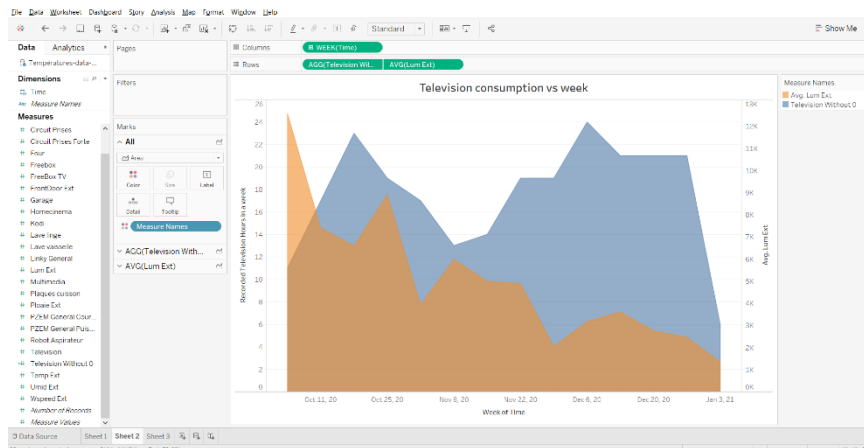 File Data Worksheet Dashboard Story Analysis Map Format Window Help
Standard
Show Me
Data Analytics
Températures-data-...
Dimensions
Time
Abc Measure Names
Measures
# Circuit Prises
# Circuit Prises Forte
# Four
# Freebox
# FreeBox TV
# FrontDoor Ext
# Garage
# Homecinema
# Kodi
# Lave linge
# Lave vaisselle
# Linky General
# Lum Ext
# Multimedia
# Plaques cuisson
# Ploaie Ext
# PZEM General Cour...
# PZEM General Puis...
# Robot Aspirateur
# Television
=# Television Without 0
# Temp Ext
# Umid Ext
# Wspeed Ext
# Number of Records
# Measure Values
Pages
Filters
Marks
All
Area
Color Size Label
Detail Tooltip
Measure Names
AGG(Television With...
AVG(Lum Ext)
Columns WEEK(Time)
Rows AGG(Television Wit... AVG(Lum Ext)
Television consumption vs week
Recorded Television Hours in a week
26
24
22
20
18
16
14
12
10
8
6
4
2
0
13K
12K
11K
10K
9K
8K
7K
6K
5K
4K
3K
2K
1K
0K
Avg. Lum Ext
Oct 11, 20 Oct 25, 20 Nov 8, 20 Nov 22, 20 Dec 6, 20 Dec 20, 20 Jan 3, 21
Week of Time
Measure Names
Avg. Lum Ext
Television Without 0
Data Source Sheet 1 Sheet 2 Sheet 3